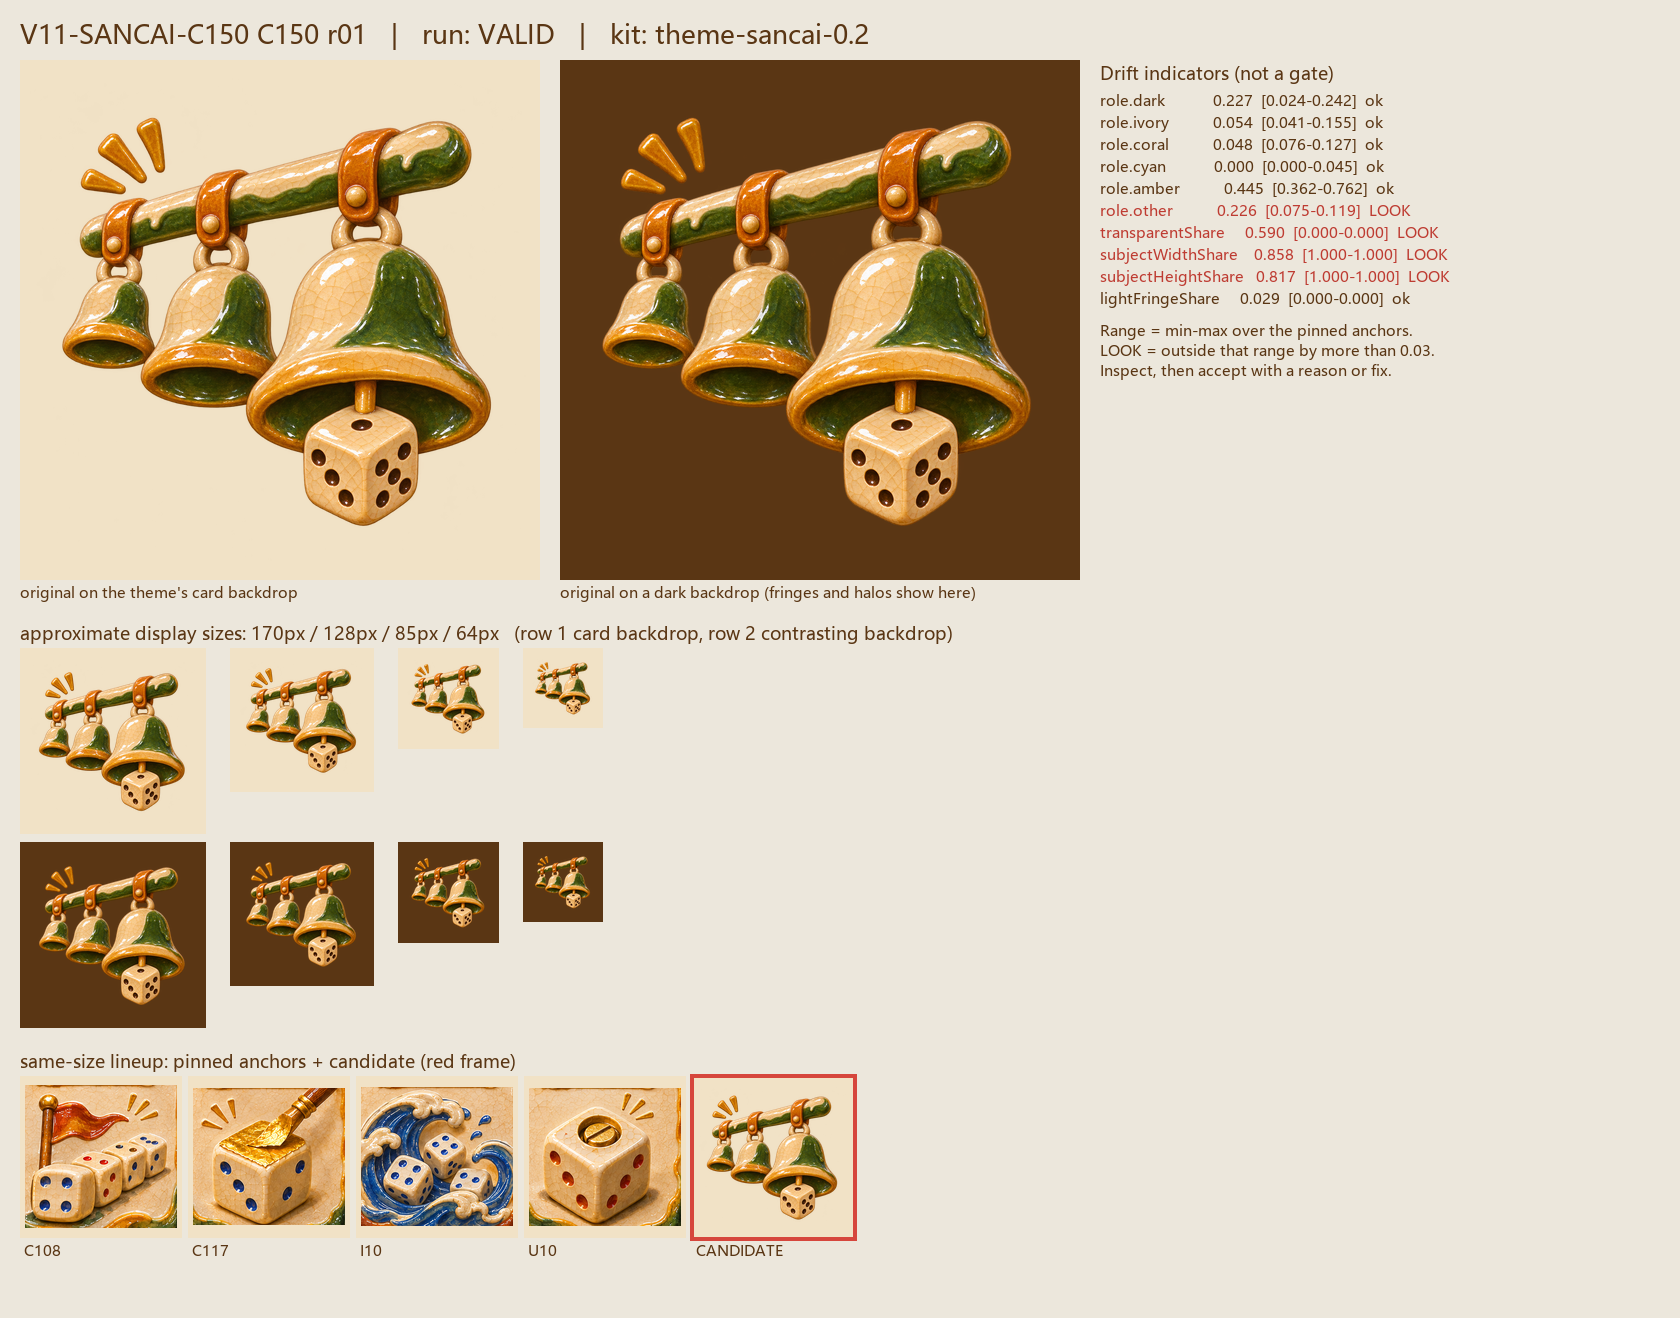 V11-SANCAI-C150 C150 r01 | run: VALID | kit: theme-sancai-0.2
Drift indicators (not a gate)
role.dark 0.227 [0.024-0.242] ok
role.ivory 0.054 [0.041-0.155] ok
role.coral 0.048 [0.076-0.127] ok
role.cyan 0.000 [0.000-0.045] ok
role.amber 0.445 [0.362-0.762] ok
role.other 0.226 [0.075-0.119] LOOK
transparentShare 0.590 [0.000-0.000] LOOK
subjectWidthShare 0.858 [1.000-1.000] LOOK
subjectHeightShare 0.817 [1.000-1.000] LOOK
lightFringeShare 0.029 [0.000-0.000] ok
Range = min-max over the pinned anchors.
LOOK = outside that range by more than 0.03.
Inspect, then accept with a reason or fix.
original on the theme's card backdrop
original on a dark backdrop (fringes and halos show here)
approximate display sizes: 170px / 128px / 85px / 64px (row 1 card backdrop, row 2 contrasting backdrop)
same-size lineup: pinned anchors + candidate (red frame)
C108
C117
I10
U10
CANDIDATE